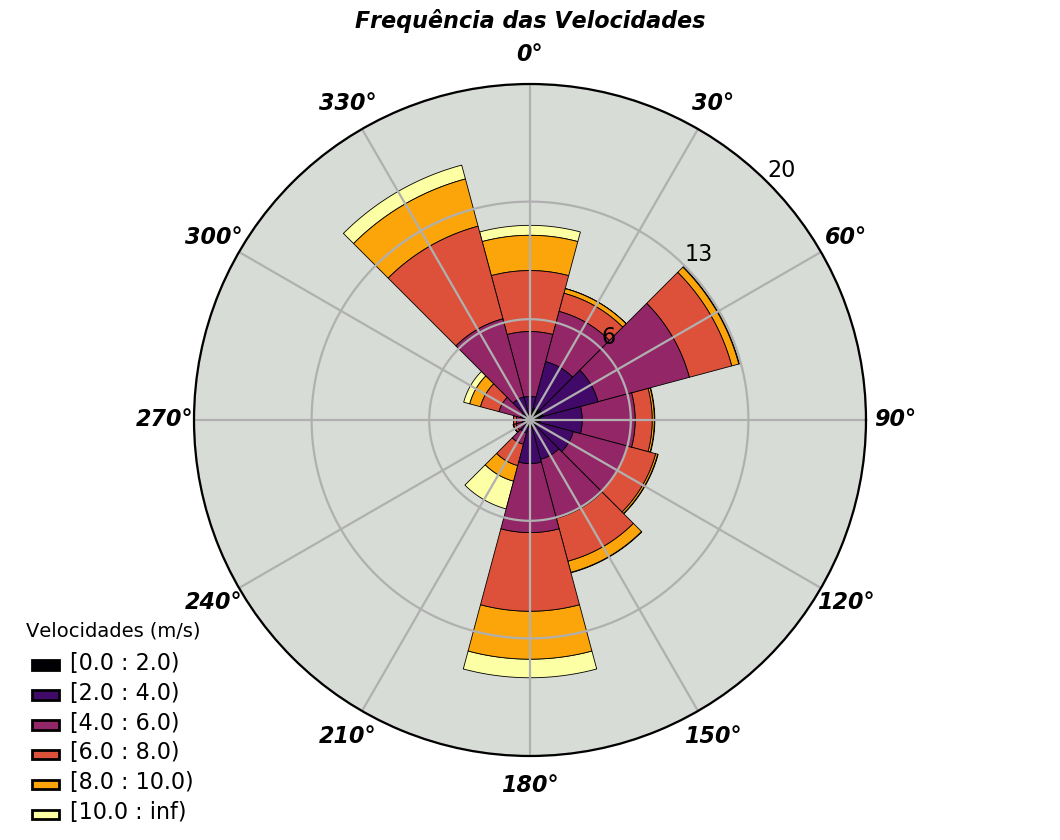 Frequência das Velocidades
0°
330°
30°
20
300°
60°
13
6
270°
90°
240°
120°
210°
150°
180°
Velocidades (m/s)
[0.0 : 2.0)
[2.0 : 4.0)
[4.0 : 6.0)
[6.0 : 8.0)
[8.0 : 10.0)
[10.0 : inf)